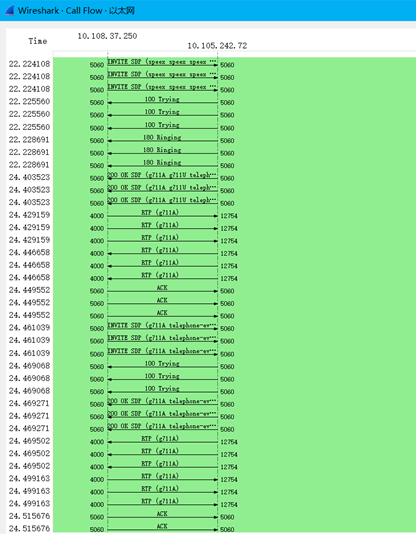 Wireshark · Call Flow · 以太网
Time 10.108.37.250 10.105.242.72
22.224108 5060 INVITE SDP (speex speex speex ··· 5060
22.224108 5060 INVITE SDP (speex speex speex ··· 5060
22.224108 5060 INVITE SDP (speex speex speex ··· 5060
22.225560 5060 100 Trying 5060
22.225560 5060 100 Trying 5060
22.225560 5060 100 Trying 5060
22.228691 5060 180 Ringing 5060
22.228691 5060 180 Ringing 5060
22.228691 5060 180 Ringing 5060
24.403523 5060 200 OK SDP (g711A g711U teleph··· 5060
24.403523 5060 200 OK SDP (g711A g711U teleph··· 5060
24.403523 5060 200 OK SDP (g711A g711U teleph··· 5060
24.429159 4000 RTP (g711A) 12754
24.429159 4000 RTP (g711A) 12754
24.429159 4000 RTP (g711A) 12754
24.446658 4000 RTP (g711A) 12754
24.446658 4000 RTP (g711A) 12754
24.446658 4000 RTP (g711A) 12754
24.449552 5060 ACK 5060
24.449552 5060 ACK 5060
24.449552 5060 ACK 5060
24.461039 5060 INVITE SDP (g711A telephone-ev··· 5060
24.461039 5060 INVITE SDP (g711A telephone-ev··· 5060
24.461039 5060 INVITE SDP (g711A telephone-ev··· 5060
24.469068 5060 100 Trying 5060
24.469068 5060 100 Trying 5060
24.469068 5060 100 Trying 5060
24.469271 5060 200 OK SDP (g711A telephone-ev··· 5060
24.469271 5060 200 OK SDP (g711A telephone-ev··· 5060
24.469271 5060 200 OK SDP (g711A telephone-ev··· 5060
24.469502 4000 RTP (g711A) 12754
24.469502 4000 RTP (g711A) 12754
24.469502 4000 RTP (g711A) 12754
24.499163 4000 RTP (g711A) 12754
24.499163 4000 RTP (g711A) 12754
24.499163 4000 RTP (g711A) 12754
24.515676 5060 ACK 5060
24.515676 5060 ACK 5060